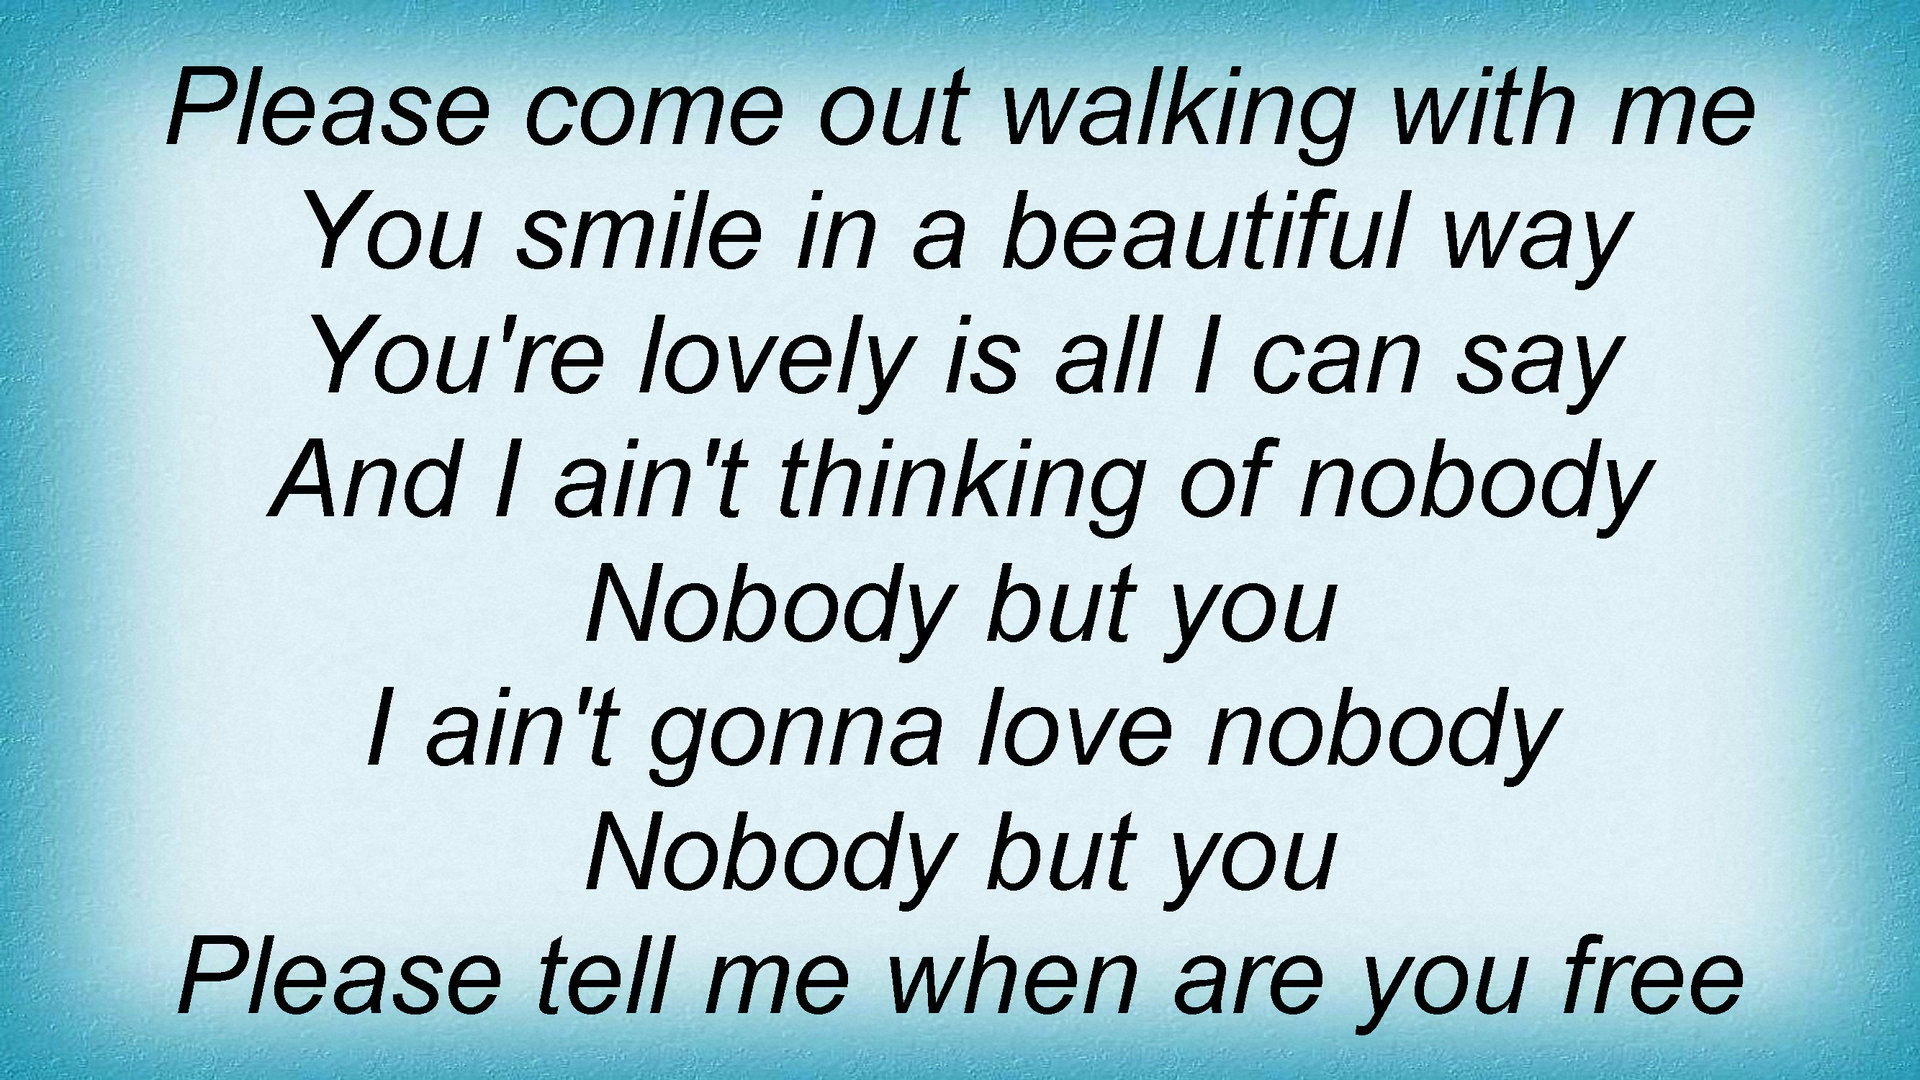 Please come out walking with me
You smile in a beautiful way
You're lovely is all I can say
And I ain't thinking of nobody
Nobody but you
I ain't gonna love nobody
Nobody but you
Please tell me when are you free